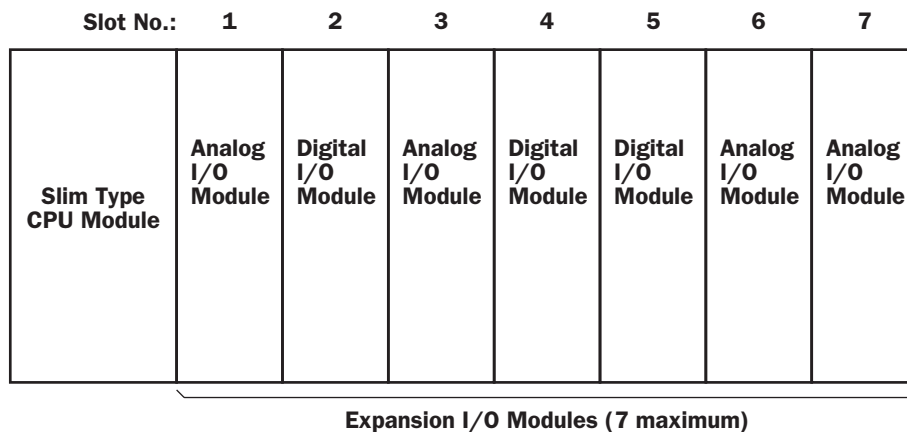 Slot No.: 1 2 3 4 5 6 7
Slim Type
CPU Module
Analog
I/O
Module
Digital
I/O
Module
Analog
I/O
Module
Digital
I/O
Module
Digital
I/O
Module
Analog
I/O
Module
Analog
I/O
Module
Expansion I/O Modules (7 maximum)